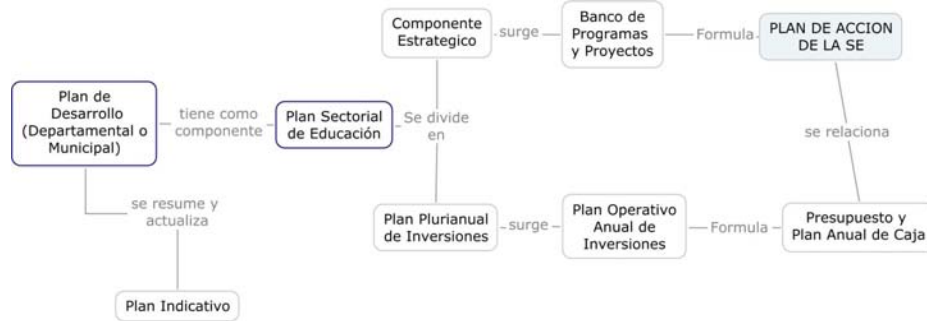 Componente
Estrategico
surge
Banco de
Programas
y Proyectos
Formula
PLAN DE ACCION
DE LA SE
Plan de
Desarrollo
(Departamental o
Municipal)
tiene como
componente
Plan Sectorial
de Educación
Se divide
en
se relaciona
se resume y
actualiza
Plan Plurianual
de Inversiones
surge
Plan Operativo
Anual de
Inversiones
Formula
Presupuesto y
Plan Anual de Caja
Plan Indicativo